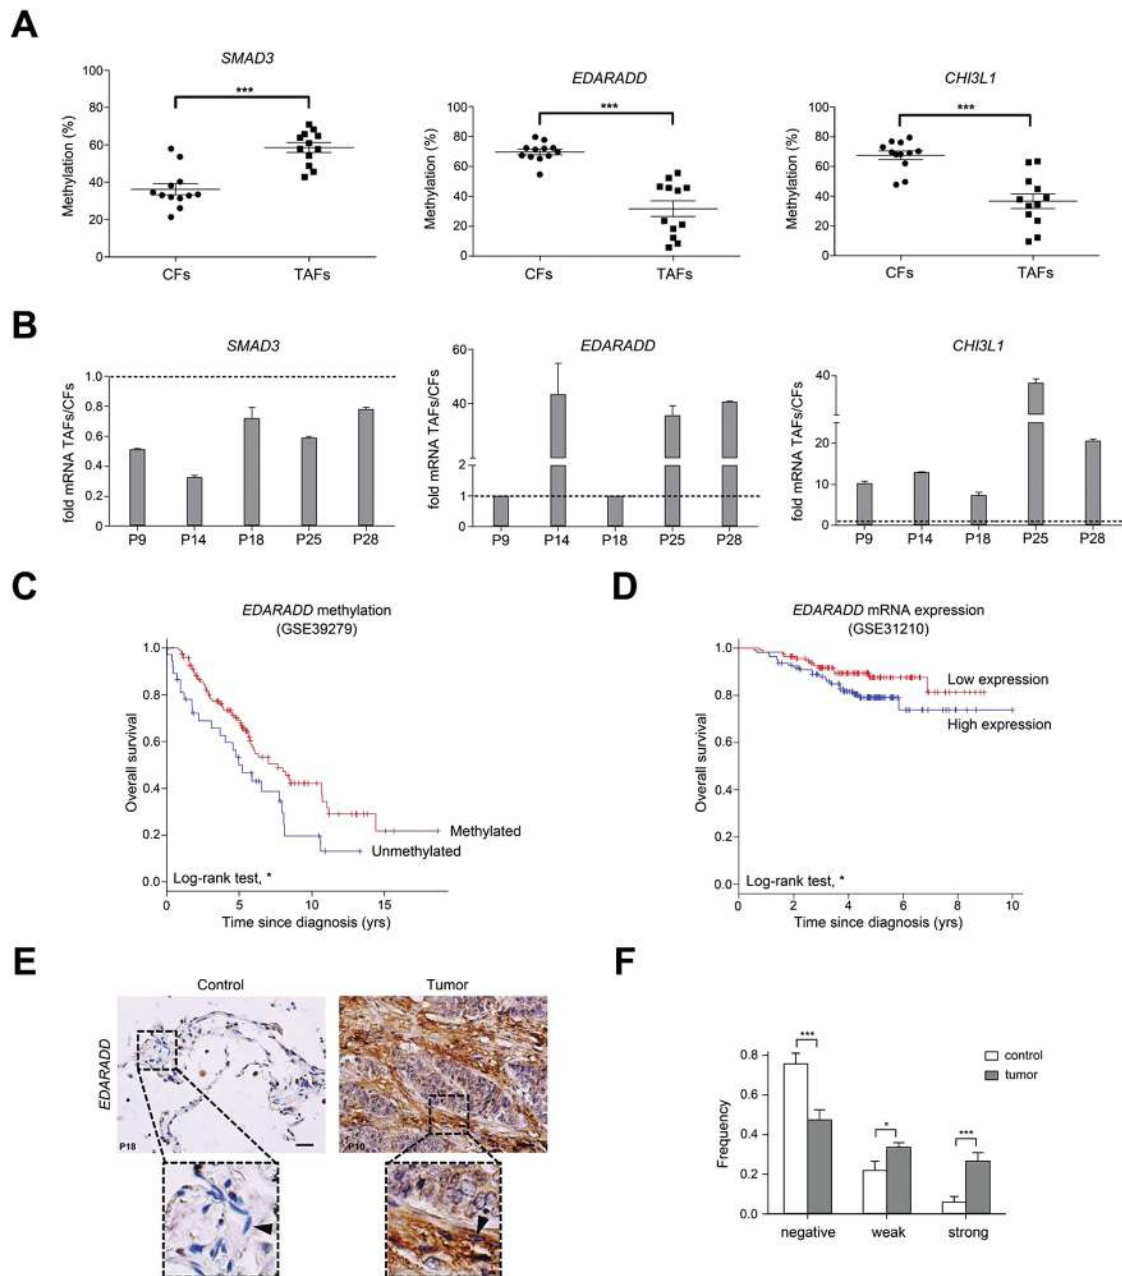 A
SMAD3
Methylation (%)
100
80
60
40
20
0
***
CFs
TAFs
EDARADD
Methylation (%)
100
80
60
40
20
0
***
CFs
TAFs
CHI3L1
Methylation (%)
100
80
60
40
20
0
***
CFs
TAFs
B
SMAD3
fold mRNA TAFs/CFs
1.0
0.8
0.6
0.4
0.2
0
P9 P14 P18 P25 P28
EDARADD
fold mRNA TAFs/CFs
60
40
2
1
0
P9 P14 P18 P25 P28
CHI3L1
fold mRNA TAFs/CFs
40
20
10
0
P9 P14 P18 P25 P28
C
EDARADD methylation
(GSE39279)
Overall survival
1.0
0.8
0.6
0.4
0.2
0.0
Methylated
Unmethylated
Log-rank test, *
0 5 10 15
Time since diagnosis (yrs)
D
EDARADD mRNA expression
(GSE31210)
Overall survival
1.0
0.8
0.6
0.4
0.2
0.0
Low expression
High expression
Log-rank test, *
0 2 4 6 8 10
Time since diagnosis (yrs)
E
Control
Tumor
EDARADD
P18
P10
F
Frequency
0.8
0.6
0.4
0.2
0.0
***
*
***
control
tumor
negative
weak
strong